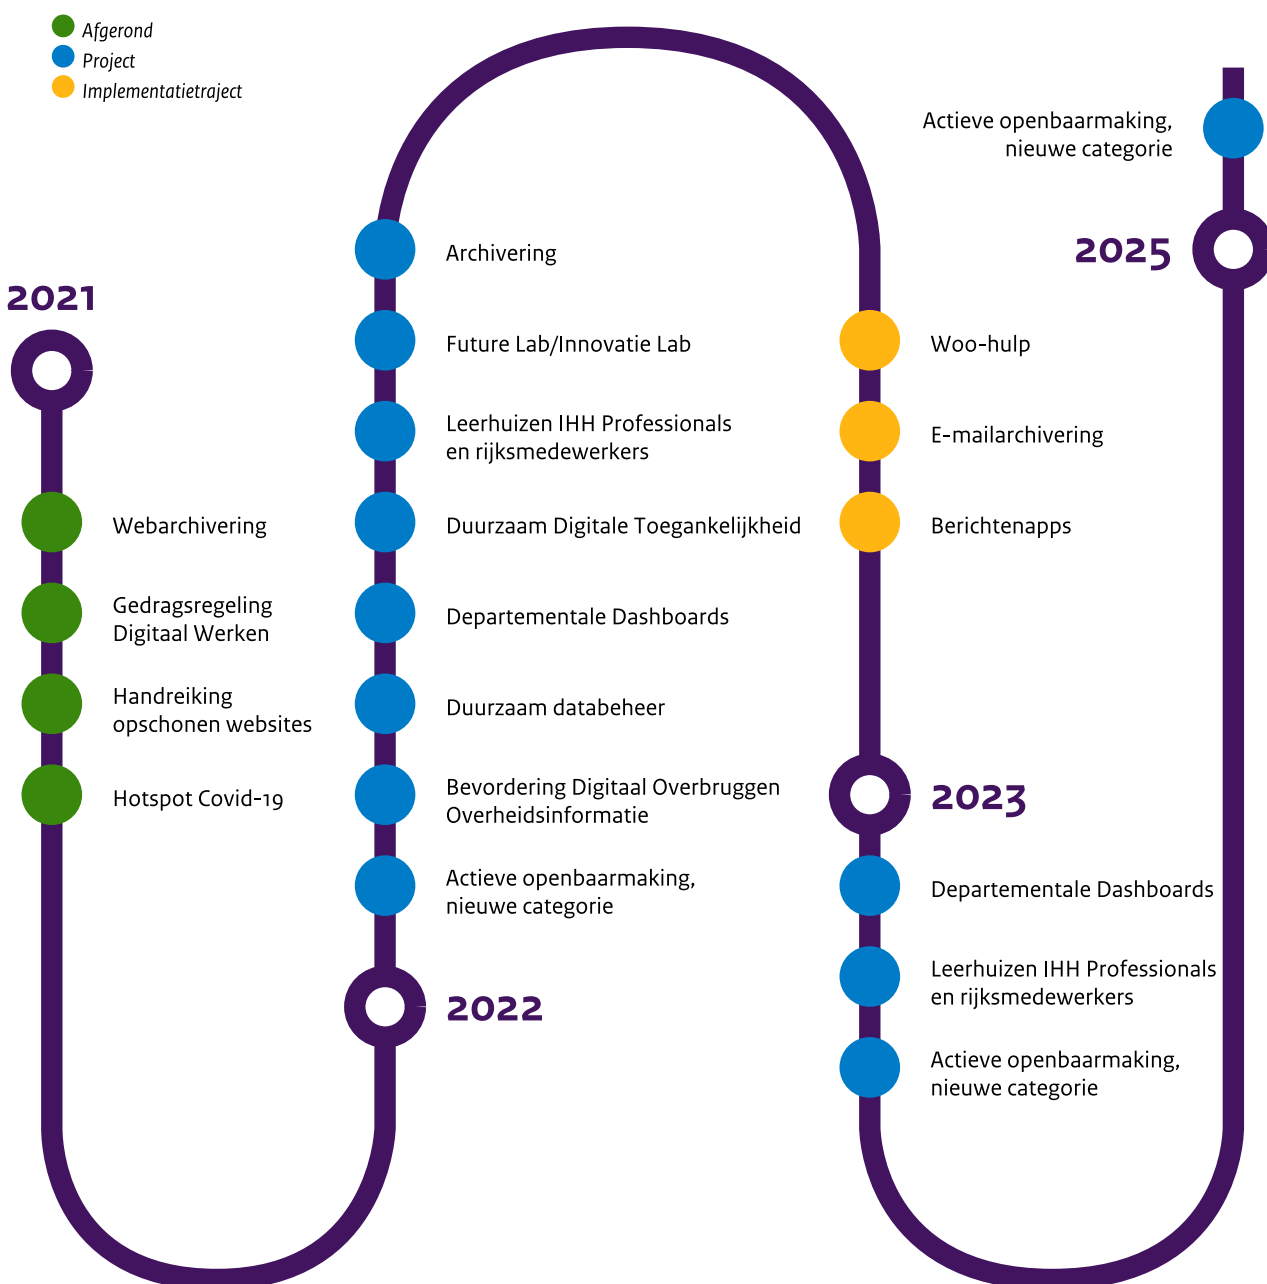 Afgerond
Project
Implementatietraject
2021
Webarchivering
Gedragsregeling
Digitaal Werken
Handreiking
opschonen websites
Hotspot Covid-19
Archivering
Future Lab/Innovatie Lab
Leerhuizen IHH Professionals
en rijksmedewerkers
Duurzaam Digitale Toegankelijkheid
Departementale Dashboards
Duurzaam databeheer
Bevordering Digitaal Overbruggen
Overheidsinformatie
Actieve openbaarmaking,
nieuwe categorie
2022
Woo-hulp
E-mailarchivering
Berichtenapps
2023
Departementale Dashboards
Leerhuizen IHH Professionals
en rijksmedewerkers
Actieve openbaarmaking,
nieuwe categorie
Actieve openbaarmaking,
nieuwe categorie
2025